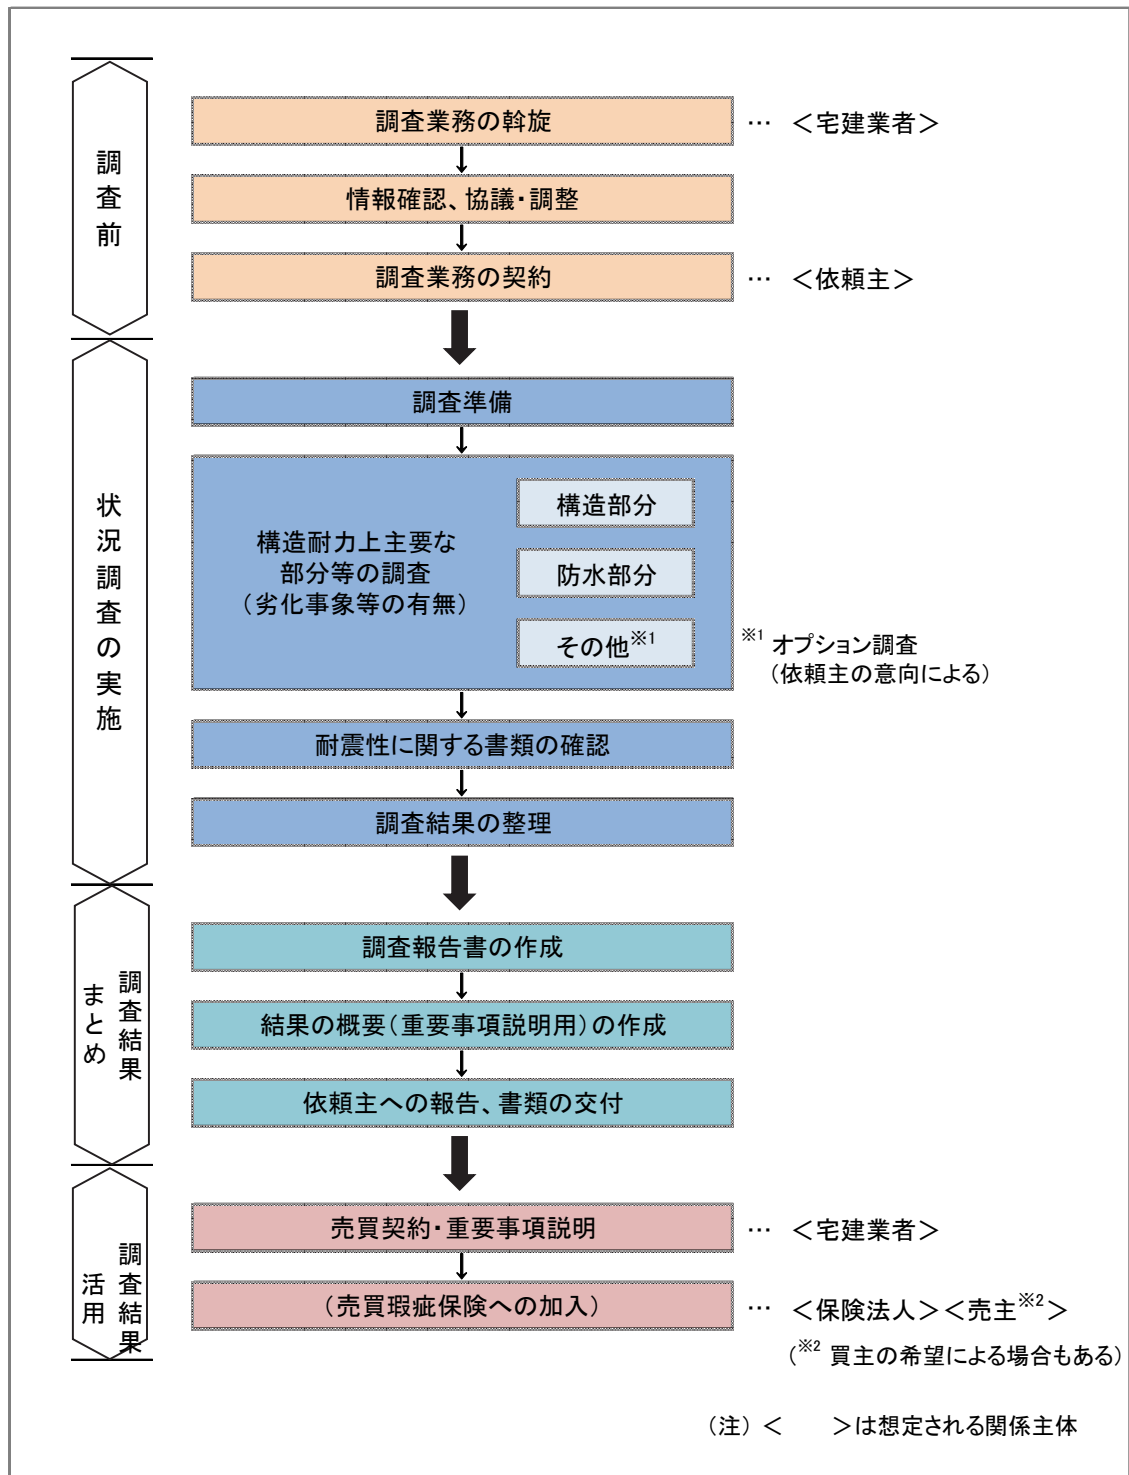 調査前
調査業務の斡旋
… ＜宅建業者＞
情報確認、協議・調整
調査業務の契約
… ＜依頼主＞
状況調査の実施
調査準備
構造耐力上主要な
部分等の調査
（劣化事象等の有無）
構造部分
防水部分
その他※1
※1 オプション調査
（依頼主の意向による）
耐震性に関する書類の確認
調査結果の整理
調査結果
まとめ
調査報告書の作成
結果の概要（重要事項説明用）の作成
依頼主への報告、書類の交付
調査結果
活用
売買契約・重要事項説明
… ＜宅建業者＞
（売買瑕疵保険への加入）
… ＜保険法人＞＜売主※2＞
（※2 買主の希望による場合もある）
（注）＜　　＞は想定される関係主体